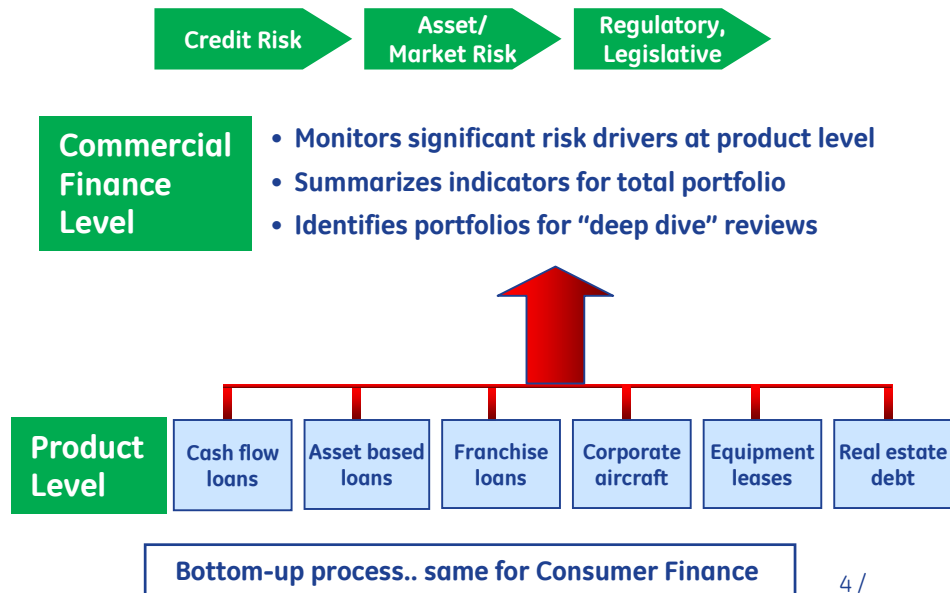 Credit Risk
Asset/
Market Risk
Regulatory,
Legislative
Commercial
Finance
Level
• Monitors significant risk drivers at product level
• Summarizes indicators for total portfolio
• Identifies portfolios for “deep dive” reviews
Product
Level
Cash flow
loans
Asset based
loans
Franchise
loans
Corporate
aircraft
Equipment
leases
Real estate
debt
Bottom-up process.. same for Consumer Finance
4 /